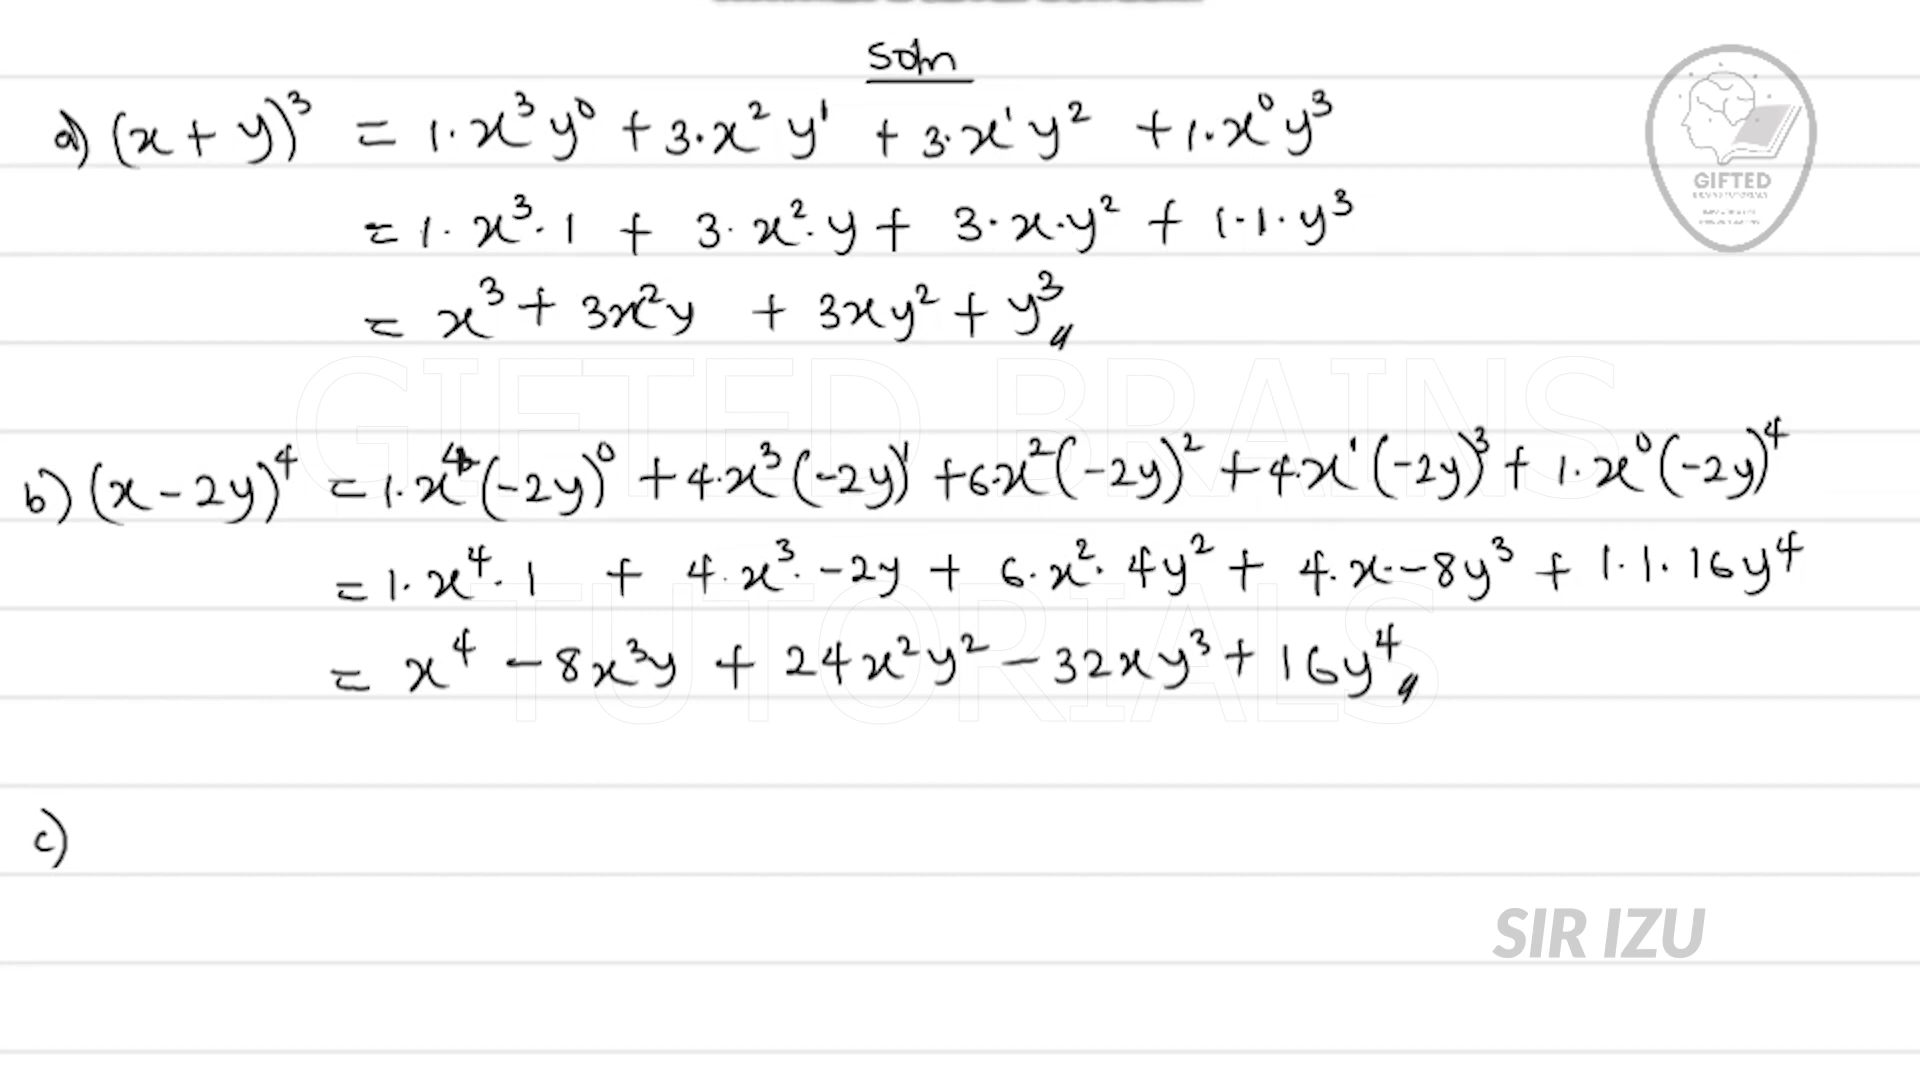 Soln
a) (x + y)³ = 1·x³y⁰ + 3·x²y¹ + 3·x¹y² + 1·x⁰y³
= 1·x³·1 + 3·x²·y + 3·x·y² + 1·1·y³
= x³ + 3x²y + 3xy² + y³
b) (x - 2y)⁴ = 1·x⁴(-2y)⁰ + 4·x³(-2y)¹ + 6·x²(-2y)² + 4·x¹(-2y)³ + 1·x⁰(-2y)⁴
= 1·x⁴·1 + 4·x³·-2y + 6·x²·4y² + 4·x·-8y³ + 1·1·16y⁴
= x⁴ - 8x³y + 24x²y² - 32xy³ + 16y⁴
c)
GIFTED
GIFTED BRAINS
TUTORIALS
SIR IZU